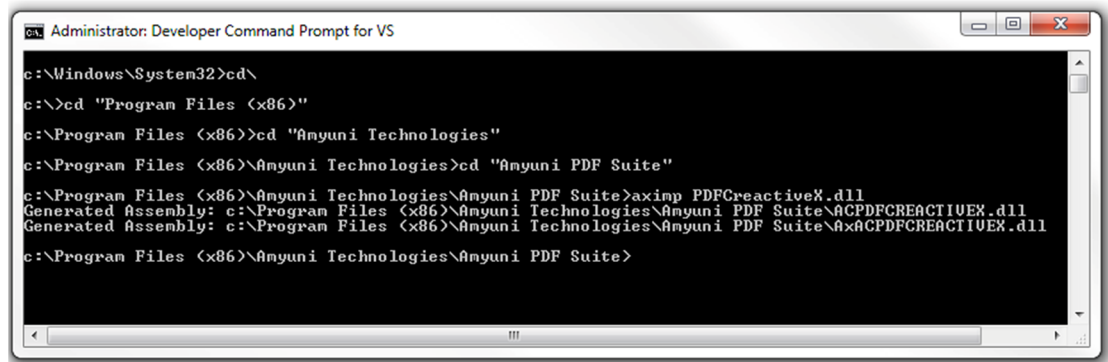 Administrator: Developer Command Prompt for VS
c:\Windows\System32>cd\
c:\>cd "Program Files (x86)"
c:\Program Files (x86)>cd "Amyuni Technologies"
c:\Program Files (x86)\Amyuni Technologies>cd "Amyuni PDF Suite"
c:\Program Files (x86)\Amyuni Technologies\Amyuni PDF Suite>aximp PDFCreactiveX.dll
Generated Assembly: c:\Program Files (x86)\Amyuni Technologies\Amyuni PDF Suite\ACPDFCREACTIVEX.dll
Generated Assembly: c:\Program Files (x86)\Amyuni Technologies\Amyuni PDF Suite\AxACPDFCREACTIVEX.dll
c:\Program Files (x86)\Amyuni Technologies\Amyuni PDF Suite>